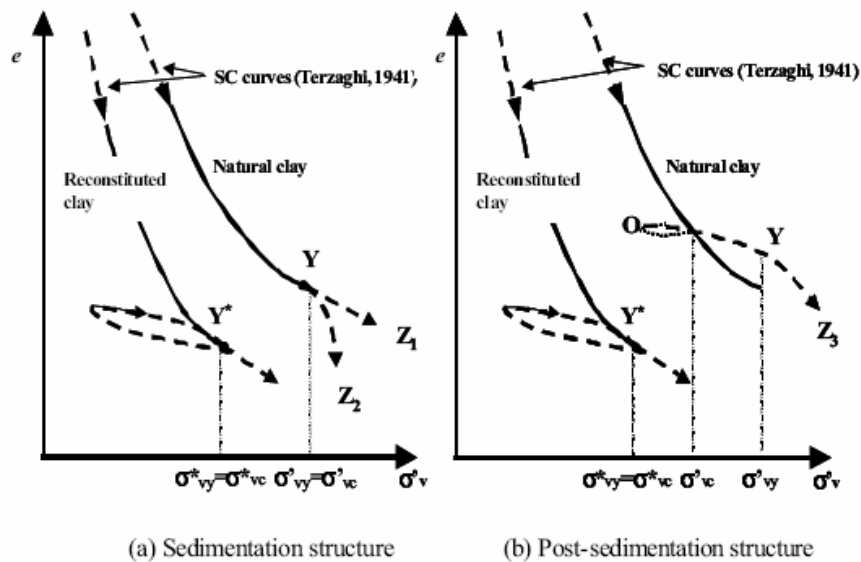 e
SC curves (Terzaghi, 1941),
Reconstituted
clay
Natural clay
Y
Y*
Z1
Z2
σ*vy=σ*vc
σ'vy=σ'vc
σ'v
(a) Sedimentation structure
e
SC curves (Terzaghi, 1941)
Reconstituted
clay
Natural clay
O
Y
Y*
Z3
σ*vy=σ*vc
σ'vc
σ'vy
σ'v
(b) Post-sedimentation structure